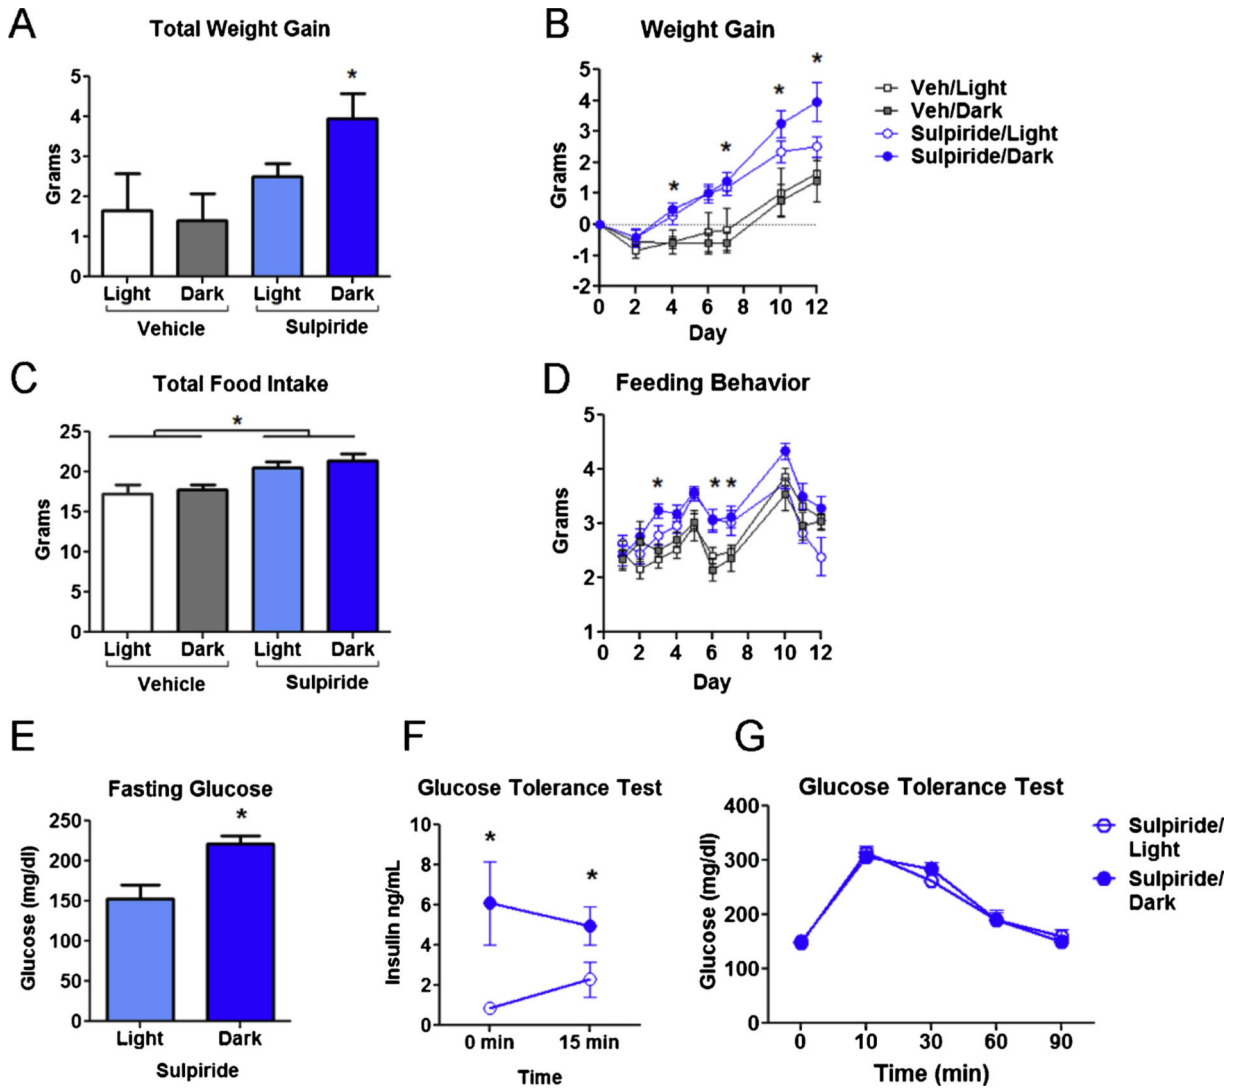 A
Total Weight Gain
Grams
5
4
3
2
1
0
*
Light Dark Light Dark
Vehicle Sulpiride
B
Weight Gain
Grams
5
4
3
2
1
0
-1
-2
* * * *
0 2 4 6 8 10 12
Day
Veh/Light
Veh/Dark
Sulpiride/Light
Sulpiride/Dark
C
Total Food Intake
Grams
25
20
15
10
5
0
*
Light Dark Light Dark
Vehicle Sulpiride
D
Feeding Behavior
Grams
5
4
3
2
1
* * *
0 2 4 6 8 10 12
Day
E
Fasting Glucose
Glucose (mg/dl)
250
200
150
100
50
0
*
Light Dark
Sulpiride
F
Glucose Tolerance Test
Insulin ng/mL
10
8
6
4
2
0
* *
0 min 15 min
Time
G
Glucose Tolerance Test
Glucose (mg/dl)
400
300
200
100
0
0 10 30 60 90
Time (min)
Sulpiride/
Light
Sulpiride/
Dark